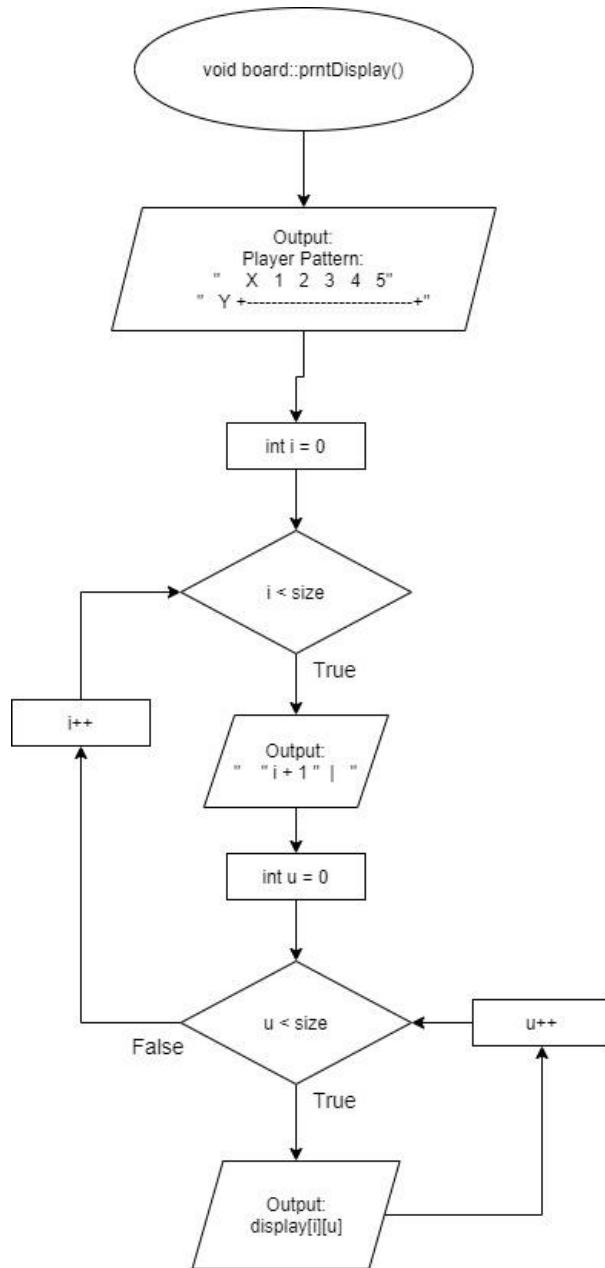 void board::prntDisplay()
Output:
Player Pattern:
"     X   1   2   3   4   5"
"   Y +----------------------------+"
int i = 0
i < size
True
i++
Output:
"     " i + 1 "  |   "
int u = 0
u < size
False
u++
True
Output:
display[i][u]